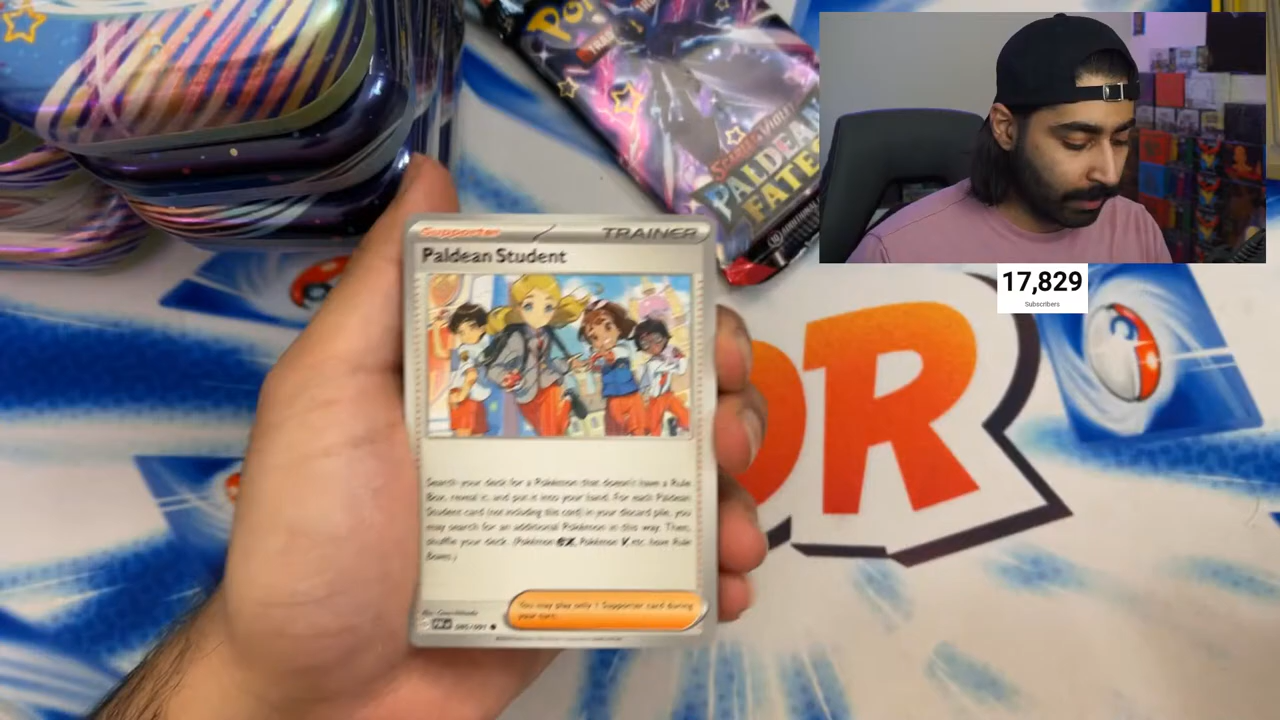 SCARLET & VIOLET
PALDEAN
FATES
Supporter
TRAINER
Paldean Student
Search your deck for a Pokémon that doesn't have a Rule
Box, reveal it, and put it into your hand. For each Paldean
Student card (not including this card) in your discard pile, you
may search for an additional Pokémon in this way. Then,
shuffle your deck. (Pokémon ex, Pokémon V, etc. have Rule
Boxes.)
You may play only 1 Supporter card during
your turn.
17,829
Subscribers
OR